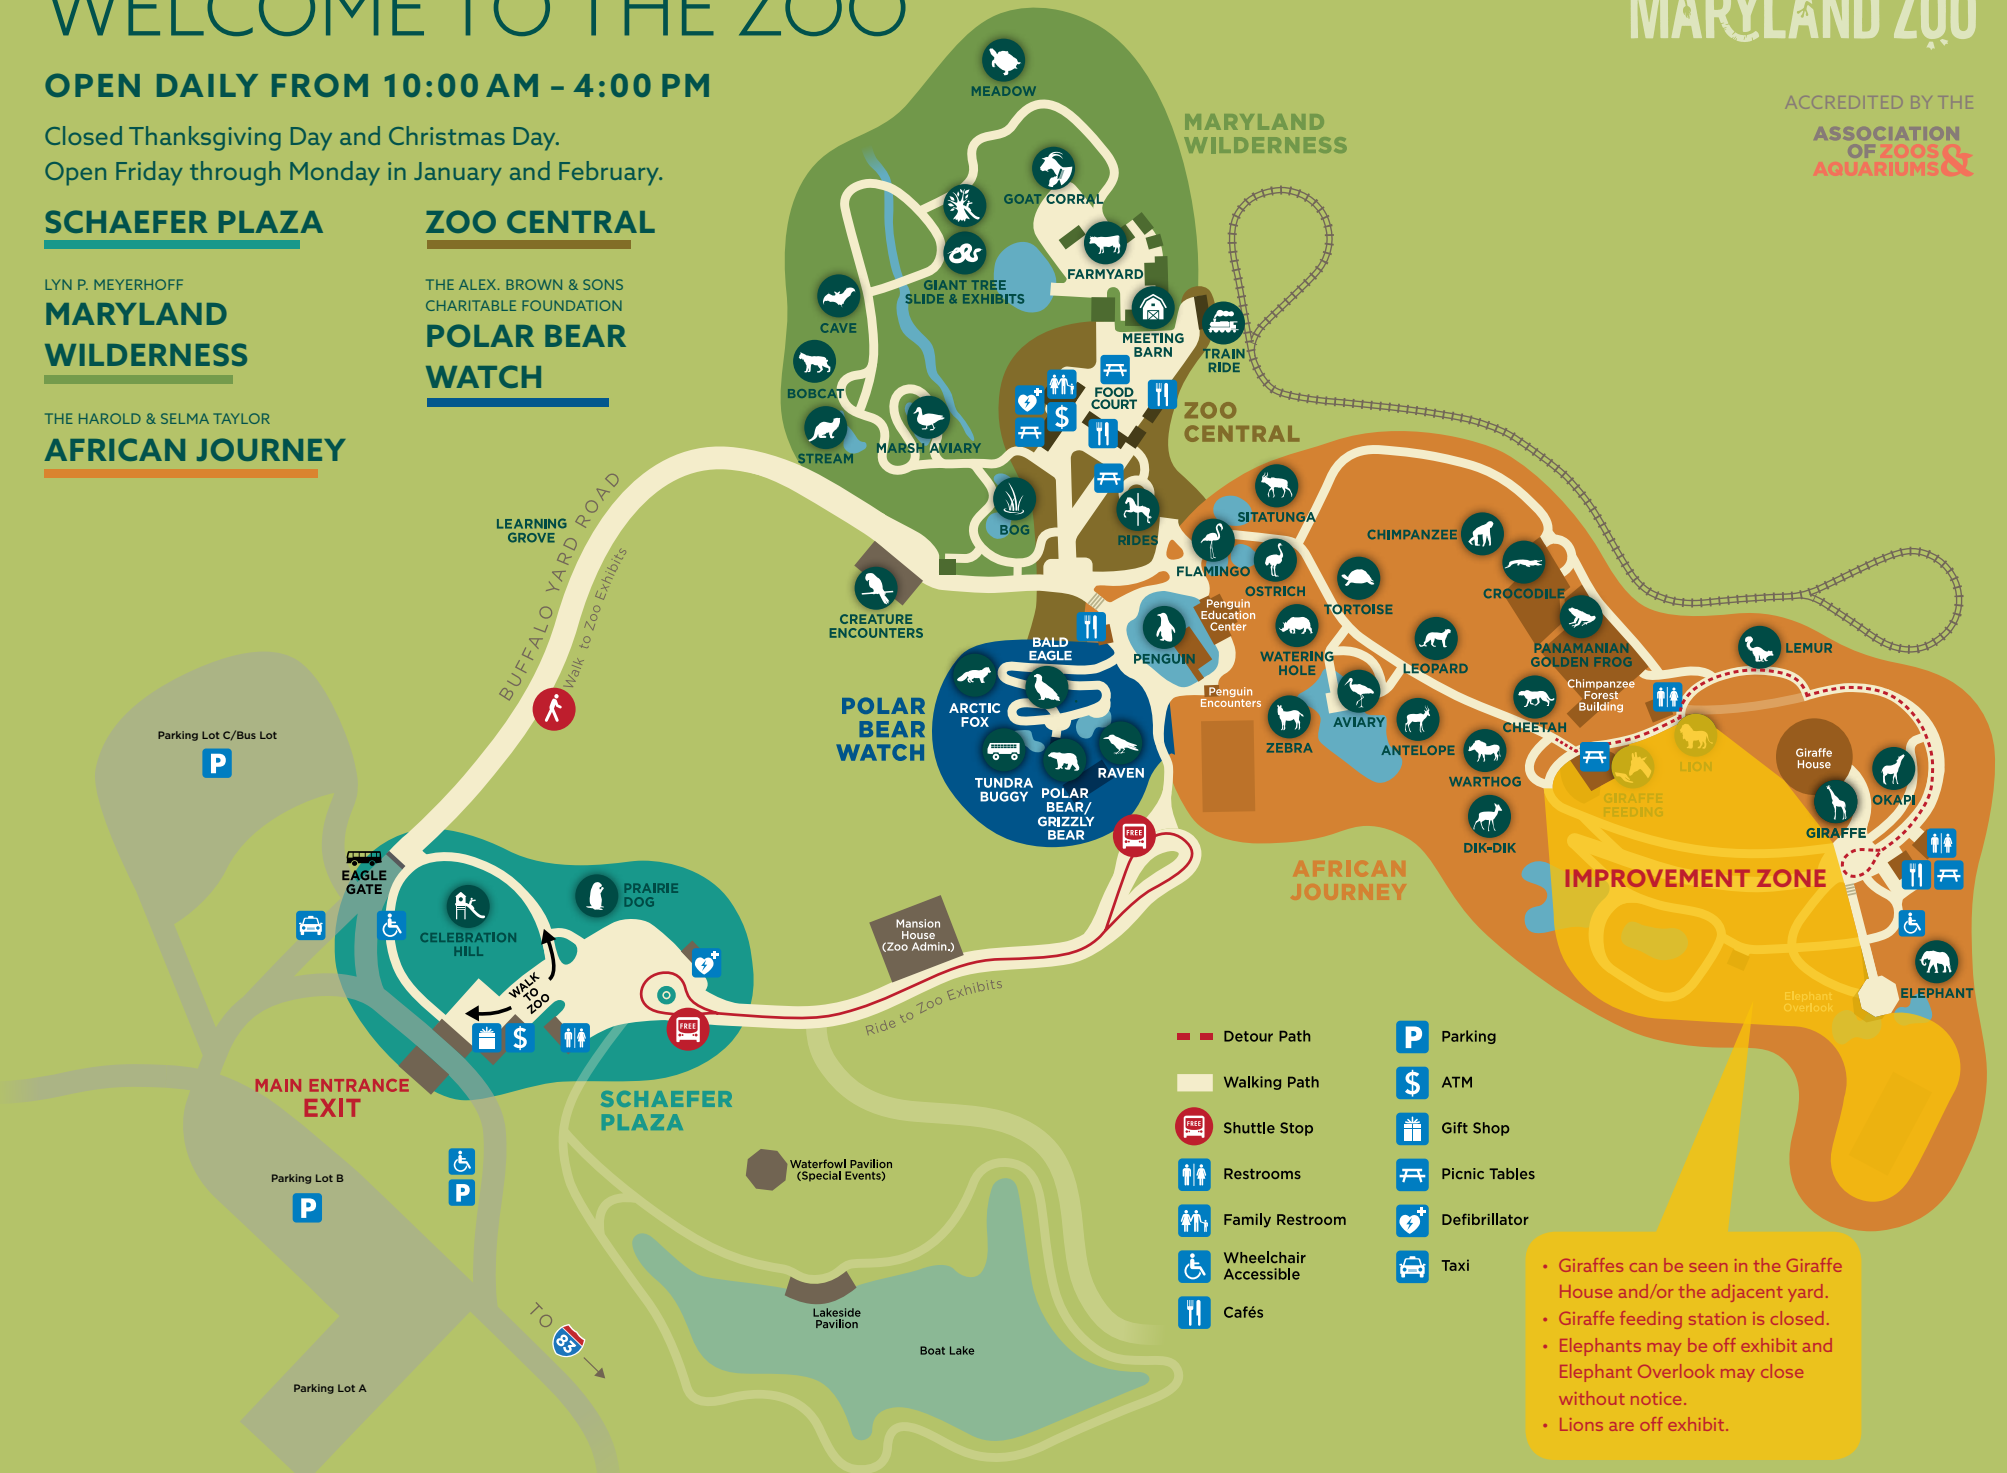 WELCOME TO THE ZOO
MARYLAND ZOO
OPEN DAILY FROM 10:00 AM – 4:00 PM
Closed Thanksgiving Day and Christmas Day.
Open Friday through Monday in January and February.
ACCREDITED BY THE
ASSOCIATION
OF ZOOS
AQUARIUMS &
SCHAEFER PLAZA
LYN P. MEYERHOFF
MARYLAND
WILDERNESS
THE HAROLD & SELMA TAYLOR
AFRICAN JOURNEY
ZOO CENTRAL
THE ALEX. BROWN & SONS
CHARITABLE FOUNDATION
POLAR BEAR
WATCH
MARYLAND
WILDERNESS
MEADOW
GOAT CORRAL
FARMYARD
GIANT TREE
SLIDE & EXHIBITS
CAVE
BOBCAT
STREAM
MARSH AVIARY
BOG
MEETING
BARN
TRAIN
RIDE
FOOD
COURT
$
ZOO
CENTRAL
RIDES
LEARNING
GROVE
BUFFALO YARD ROAD
Walk to Zoo Exhibits
CREATURE
ENCOUNTERS
SITATUNGA
FLAMINGO
OSTRICH
CHIMPANZEE
CROCODILE
TORTOISE
Penguin
Education
Center
PENGUIN
WATERING
HOLE
LEOPARD
PANAMANIAN
GOLDEN FROG
LEMUR
Chimpanzee
Forest
Building
Penguin
Encounters
ZEBRA
AVIARY
ANTELOPE
CHEETAH
WARTHOG
DIK-DIK
LION
GIRAFFE
FEEDING
Giraffe
House
OKAPI
GIRAFFE
IMPROVEMENT ZONE
AFRICAN
JOURNEY
Elephant
Overlook
ELEPHANT
POLAR
BEAR
WATCH
BALD
EAGLE
ARCTIC
FOX
TUNDRA
BUGGY
POLAR
BEAR/
GRIZZLY
BEAR
RAVEN
FREE
Parking Lot C/Bus Lot
P
EAGLE
GATE
CELEBRATION
HILL
PRAIRIE
DOG
WALK
TO
ZOO
$
FREE
Mansion
House
(Zoo Admin.)
Ride to Zoo Exhibits
MAIN ENTRANCE
EXIT
SCHAEFER
PLAZA
Parking Lot B
P
P
Waterfowl Pavilion
(Special Events)
Lakeside
Pavilion
Boat Lake
TO
83
Parking Lot A
Detour Path
Walking Path
FREE
Shuttle Stop
Restrooms
Family Restroom
Wheelchair
Accessible
Cafés
P
Parking
$
ATM
Gift Shop
Picnic Tables
Defibrillator
Taxi
• Giraffes can be seen in the Giraffe
House and/or the adjacent yard.
• Giraffe feeding station is closed.
• Elephants may be off exhibit and
Elephant Overlook may close
without notice.
• Lions are off exhibit.